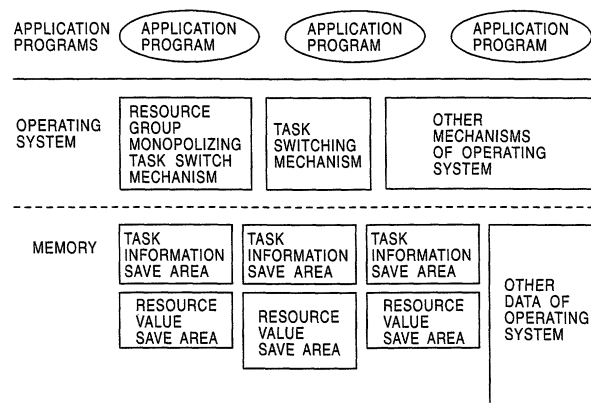 APPLICATION
PROGRAMS
APPLICATION
PROGRAM
APPLICATION
PROGRAM
APPLICATION
PROGRAM
OPERATING
SYSTEM
RESOURCE
GROUP
MONOPOLIZING
TASK SWITCH
MECHANISM
TASK
SWITCHING
MECHANISM
OTHER
MECHANISMS
OF OPERATING
SYSTEM
MEMORY
TASK
INFORMATION
SAVE AREA
TASK
INFORMATION
SAVE AREA
TASK
INFORMATION
SAVE AREA
RESOURCE
VALUE
SAVE AREA
RESOURCE
VALUE
SAVE AREA
RESOURCE
VALUE
SAVE AREA
OTHER
DATA OF
OPERATING
SYSTEM